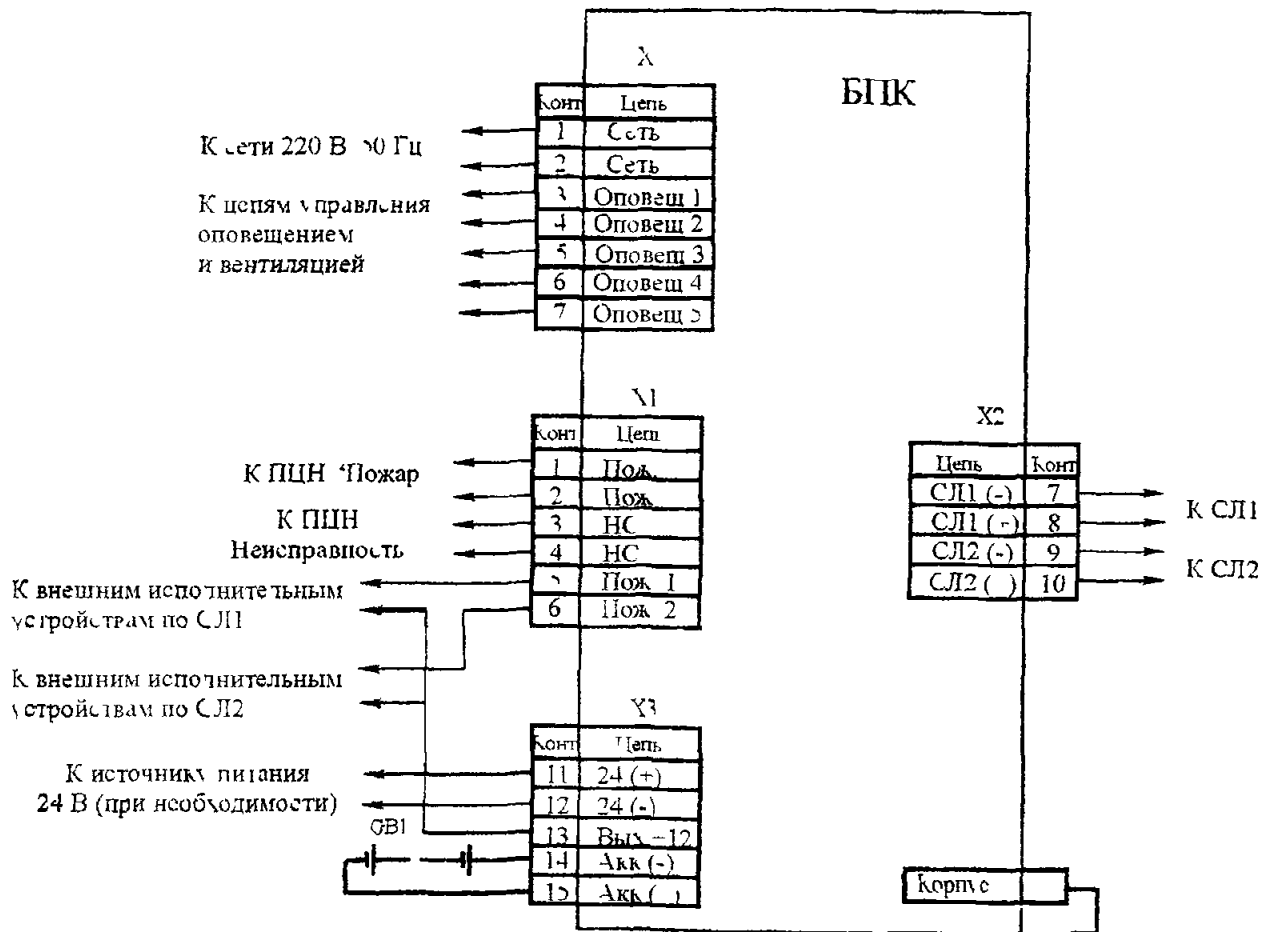 БПК
X
Конт Цепь
1 Сеть
2 Сеть
3 Оповещ 1
4 Оповещ 2
5 Оповещ 3
6 Оповещ 4
7 Оповещ 5
К сети 220 В 50 Гц
К цепям управления
оповещением
и вентиляцией
X1
Конт Цепь
1 Пож
2 Пож
3 НС
4 НС
5 Пож 1
6 Пож 2
К ПЦН "Пожар
К ПЦН
Неисправность
К внешним исполнительным
устройствам по СЛ1
К внешним исполнительным
устройствам по СЛ2
X2
Цепь Конт
СЛ1 (-) 7
СЛ1 (+) 8
СЛ2 (-) 9
СЛ2 ( ) 10
К СЛ1
К СЛ2
X3
Конт Цепь
11 24 (+)
12 24 (-)
13 Вых +12
14 Акк (-)
15 Акк ( )
К источнику питания
24 В (при необходимости)
GB1
Корпус